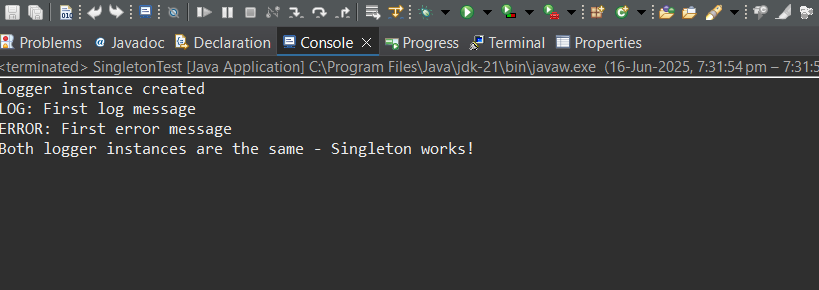 Problems @ Javadoc Declaration Console Progress Terminal Properties
<terminated> SingletonTest [Java Application] C:\Program Files\Java\jdk-21\bin\javaw.exe (16-Jun-2025, 7:31:54 pm – 7:31:5
Logger instance created
LOG: First log message
ERROR: First error message
Both logger instances are the same - Singleton works!